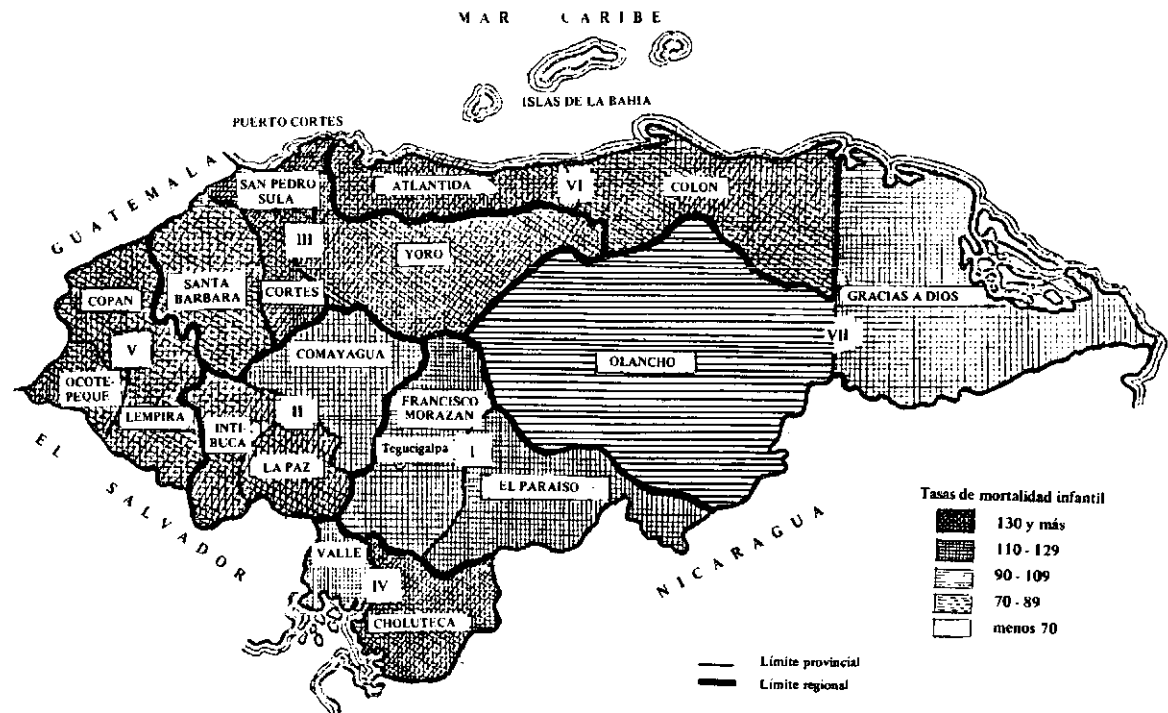 MAR CARIBE
ISLAS DE LA BAHIA
PUERTO CORTES
GUATEMALA
SAN PEDRO
SULA
ATLANTIDA
VI
COLON
III
YORO
SANTA
BARBARA
CORTES
COPAN
GRACIAS A DIOS
V
COMAYAGUA
VII
OLANCHO
OCOTE-
PEQUE
LEMPIRA
INTI-
BUCA
II
FRANCISCO
MORAZAN
Tegucigalpa
I
LA PAZ
EL PARAISO
EL SALVADOR
VALLE
IV
CHOLUTECA
NICARAGUA
Tasas de mortalidad infantil
130 y más
110 - 129
90 - 109
70 - 89
menos 70
Límite provincial
Límite regional